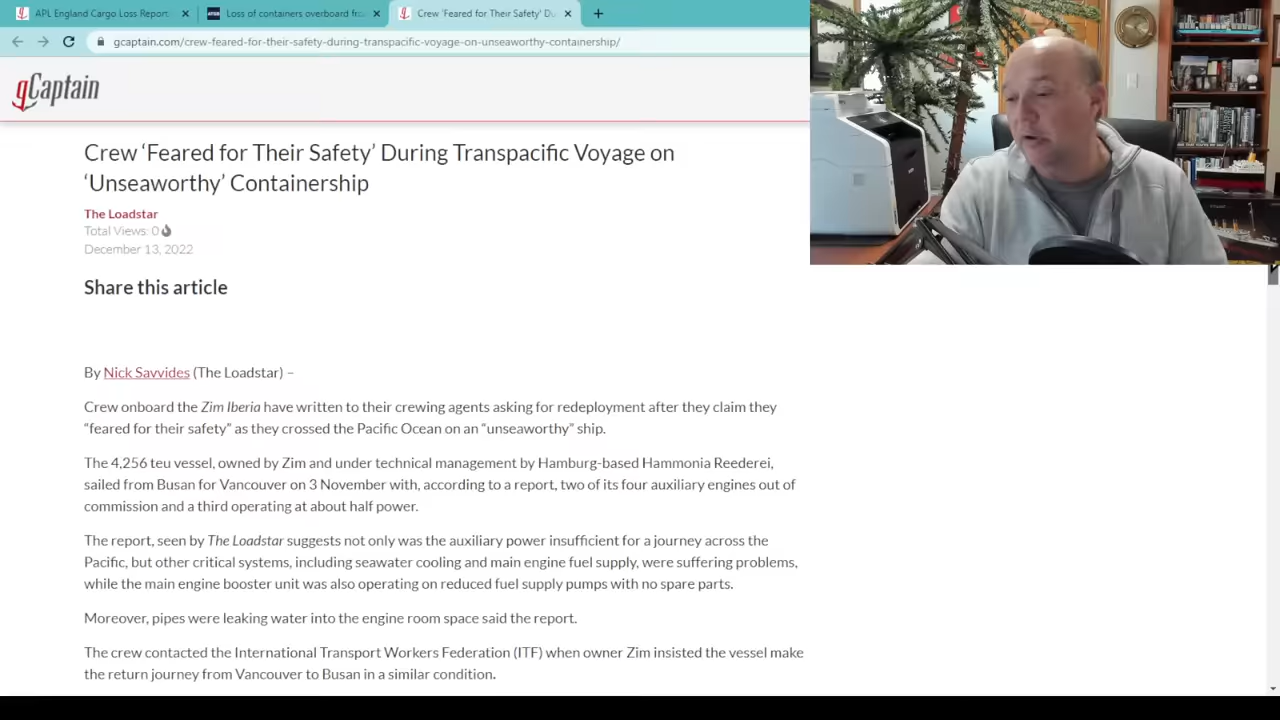 APL England Cargo Loss Report
Loss of containers overboard fro
Crew 'Feared for Their Safety' Du
gcaptain.com/crew-feared-for-their-safety-during-transpacific-voyage-on-unseaworthy-containership/
gCaptain
Crew ‘Feared for Their Safety’ During Transpacific Voyage on
‘Unseaworthy’ Containership
The Loadstar
Total Views: 0
December 13, 2022
Share this article
By Nick Savvides (The Loadstar) –
Crew onboard the Zim Iberia have written to their crewing agents asking for redeployment after they claim they
“feared for their safety” as they crossed the Pacific Ocean on an “unseaworthy” ship.
The 4,256 teu vessel, owned by Zim and under technical management by Hamburg-based Hammonia Reederei,
sailed from Busan for Vancouver on 3 November with, according to a report, two of its four auxiliary engines out of
commission and a third operating at about half power.
The report, seen by The Loadstar suggests not only was the auxiliary power insufficient for a journey across the
Pacific, but other critical systems, including seawater cooling and main engine fuel supply, were suffering problems,
while the main engine booster unit was also operating on reduced fuel supply pumps with no spare parts.
Moreover, pipes were leaking water into the engine room space said the report.
The crew contacted the International Transport Workers Federation (ITF) when owner Zim insisted the vessel make
the return journey from Vancouver to Busan in a similar condition.